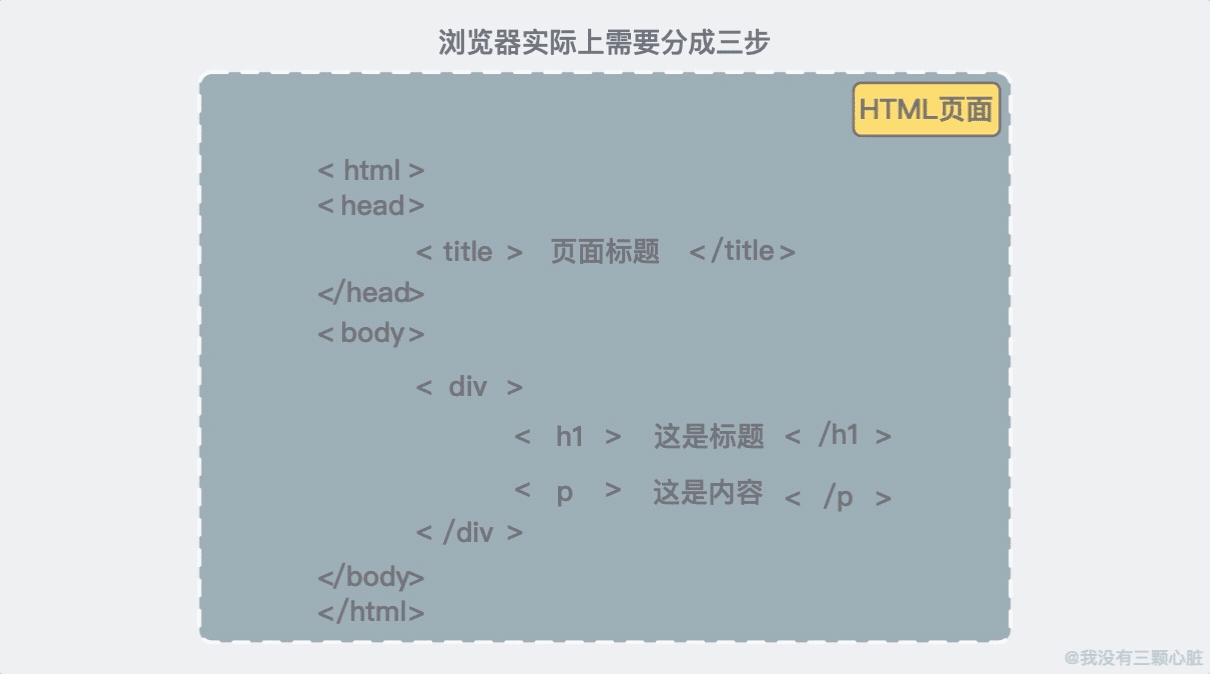 浏览器实际上需要分成三步
HTML页面
< html >
< head >
< title > 页面标题 </title >
</head>
< body >
< div >
< h1 > 这是标题 < /h1 >
< p > 这是内容 < /p >
< /div >
</body>
</html>
@我没有三颗心脏